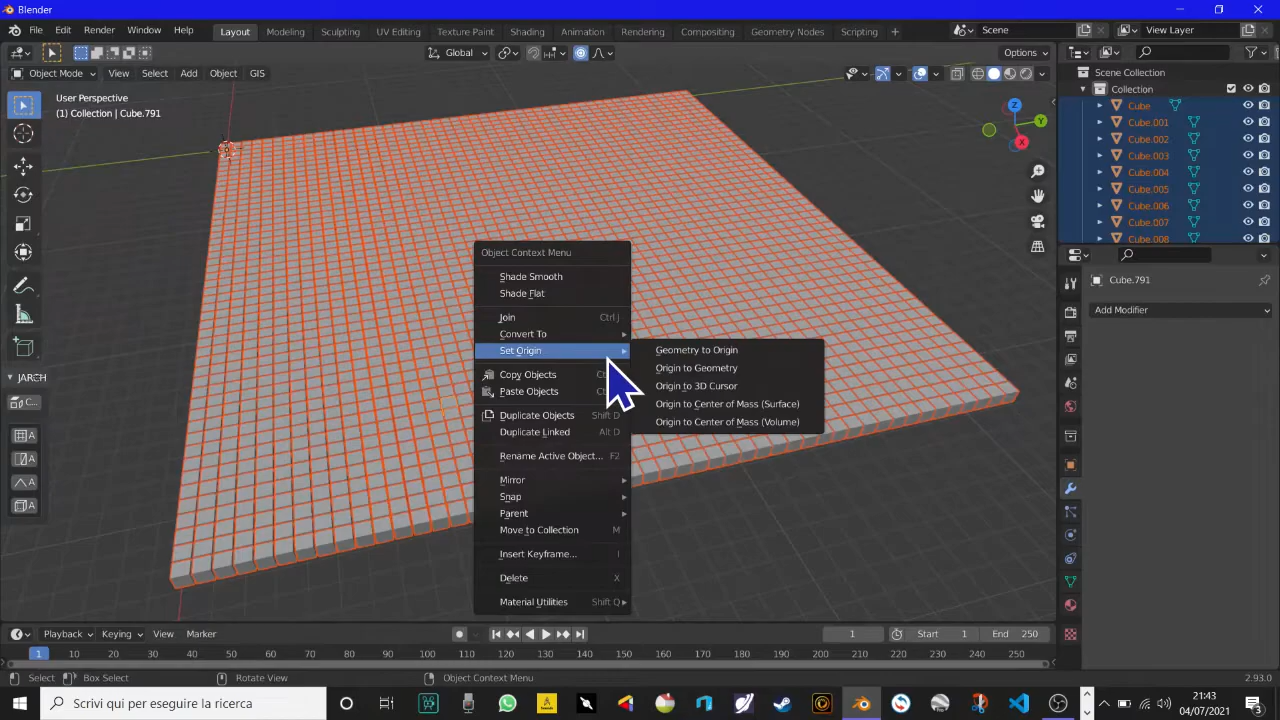 Blender
File Edit Window Help Layout Modeling Sculpting UV Editing Texture Paint Shading Animation Rendering Compositing Geometry Nodes Scripting + Scene View Layer
Global Options
Object Mode View Select Add Object GIS
User Perspective
(1) Collection | Cube.791
Z
Y
X
Scene Collection
Collection
Cube
Cube.001
Cube.002
Cube.003
Cube.004
Cube.005
Cube.006
Cube.007
Cube.008
Cube.791
Add Modifier
JARCH
C...
A
A
A
A
Object Context Menu
Shade Smooth
Shade Flat
Join Ctrl J
Convert To
Set Origin
Copy Objects
Paste Objects
Duplicate Objects Shift D
Duplicate Linked Alt D
Rename Active Object... F2
Mirror
Snap
Parent
Move to Collection M
Insert Keyframe... I
Delete X
Material Utilities Shift Q
Geometry to Origin
Origin to Geometry
Origin to 3D Cursor
Origin to Center of Mass (Surface)
Origin to Center of Mass (Volume)
Playback Keying View Marker 1 Start 1 End 250
1 10 20 30 40 50 60 70 80 90 100 110 120 130 140 150 160 170 180 190 200 210 220 230 240 250
Select Box Select Rotate View Object Context Menu 2.93.0
Scrivi qui per eseguire la ricerca
21:43
04/07/2021
3